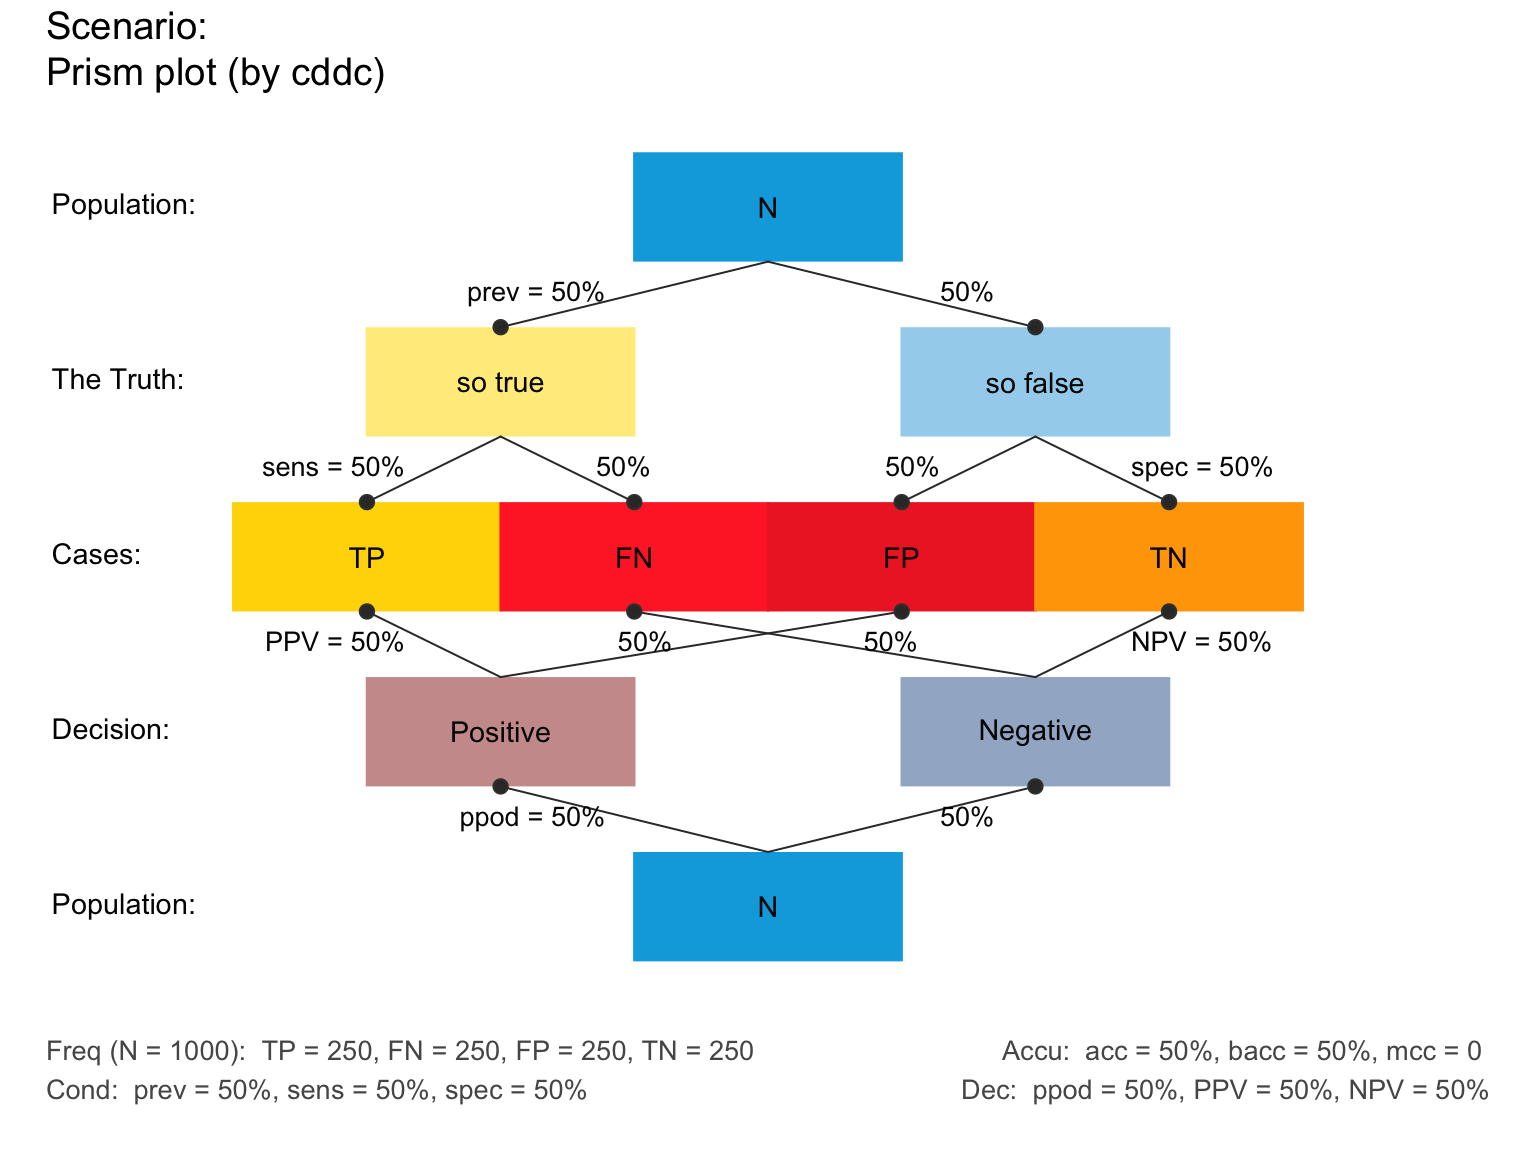 Scenario:
Prism plot (by cddc)
Population:
N
prev = 50%
50%
The Truth:
so true
so false
sens = 50%
50%
50%
spec = 50%
Cases:
TP
FN
FP
TN
PPV = 50%
50%
50%
NPV = 50%
Decision:
Positive
Negative
ppod = 50%
50%
Population:
N
Freq (N = 1000):  TP = 250, FN = 250, FP = 250, TN = 250
Accu:  acc = 50%, bacc = 50%, mcc = 0
Cond:  prev = 50%, sens = 50%, spec = 50%
Dec:  ppod = 50%, PPV = 50%, NPV = 50%